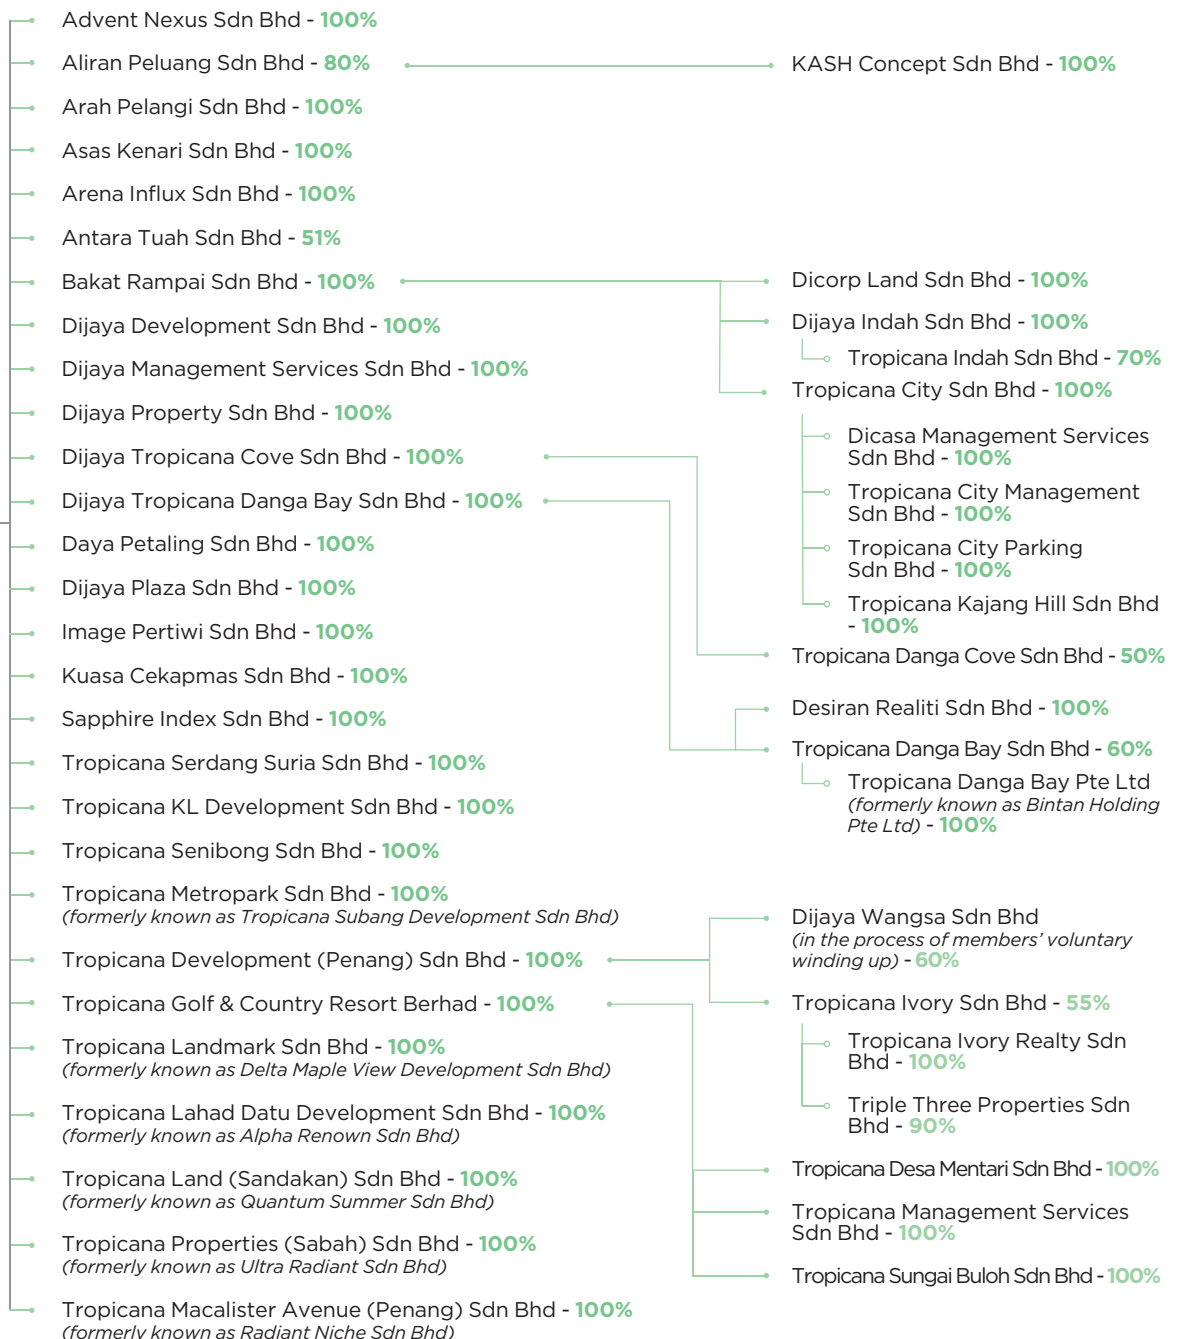 Advent Nexus Sdn Bhd - 100%
Aliran Peluang Sdn Bhd - 80%
Arah Pelangi Sdn Bhd - 100%
Asas Kenari Sdn Bhd - 100%
Arena Influx Sdn Bhd - 100%
Antara Tuah Sdn Bhd - 51%
Bakat Rampai Sdn Bhd - 100%
Dijaya Development Sdn Bhd - 100%
Dijaya Management Services Sdn Bhd - 100%
Dijaya Property Sdn Bhd - 100%
Dijaya Tropicana Cove Sdn Bhd - 100%
Dijaya Tropicana Danga Bay Sdn Bhd - 100%
Daya Petaling Sdn Bhd - 100%
Dijaya Plaza Sdn Bhd - 100%
Image Pertiwi Sdn Bhd - 100%
Kuasa Cekapmas Sdn Bhd - 100%
Sapphire Index Sdn Bhd - 100%
Tropicana Serdang Suria Sdn Bhd - 100%
Tropicana KL Development Sdn Bhd - 100%
Tropicana Senibong Sdn Bhd - 100%
Tropicana Metropark Sdn Bhd - 100%
(formerly known as Tropicana Subang Development Sdn Bhd)
Tropicana Development (Penang) Sdn Bhd - 100%
Tropicana Golf & Country Resort Berhad - 100%
Tropicana Landmark Sdn Bhd - 100%
(formerly known as Delta Maple View Development Sdn Bhd)
Tropicana Lahad Datu Development Sdn Bhd - 100%
(formerly known as Alpha Renown Sdn Bhd)
Tropicana Land (Sandakan) Sdn Bhd - 100%
(formerly known as Quantum Summer Sdn Bhd)
Tropicana Properties (Sabah) Sdn Bhd - 100%
(formerly known as Ultra Radiant Sdn Bhd)
Tropicana Macalister Avenue (Penang) Sdn Bhd - 100%
(formerly known as Radiant Niche Sdn Bhd)
KASH Concept Sdn Bhd - 100%
Dicorp Land Sdn Bhd - 100%
Dijaya Indah Sdn Bhd - 100%
Tropicana Indah Sdn Bhd - 70%
Tropicana City Sdn Bhd - 100%
Dicasa Management Services
Sdn Bhd - 100%
Tropicana City Management
Sdn Bhd - 100%
Tropicana City Parking
Sdn Bhd - 100%
Tropicana Kajang Hill Sdn Bhd
- 100%
Tropicana Danga Cove Sdn Bhd - 50%
Desiran Realiti Sdn Bhd - 100%
Tropicana Danga Bay Sdn Bhd - 60%
Tropicana Danga Bay Pte Ltd
(formerly known as Bintan Holding
Pte Ltd) - 100%
Dijaya Wangsa Sdn Bhd
(in the process of members' voluntary
winding up) - 60%
Tropicana Ivory Sdn Bhd - 55%
Tropicana Ivory Realty Sdn
Bhd - 100%
Triple Three Properties Sdn
Bhd - 90%
Tropicana Desa Mentari Sdn Bhd - 100%
Tropicana Management Services
Sdn Bhd - 100%
Tropicana Sungai Buloh Sdn Bhd - 100%